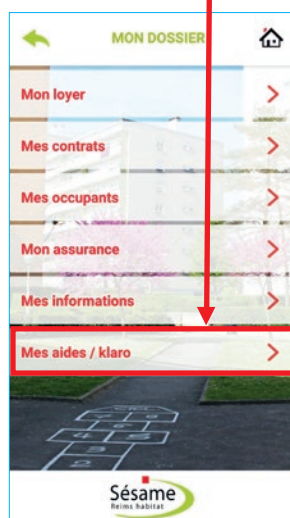 MON DOSSIER
Mon loyer
Mes contrats
Mes occupants
Mon assurance
Mes informations
Mes aides / klaro
Sésame
Reims habitat